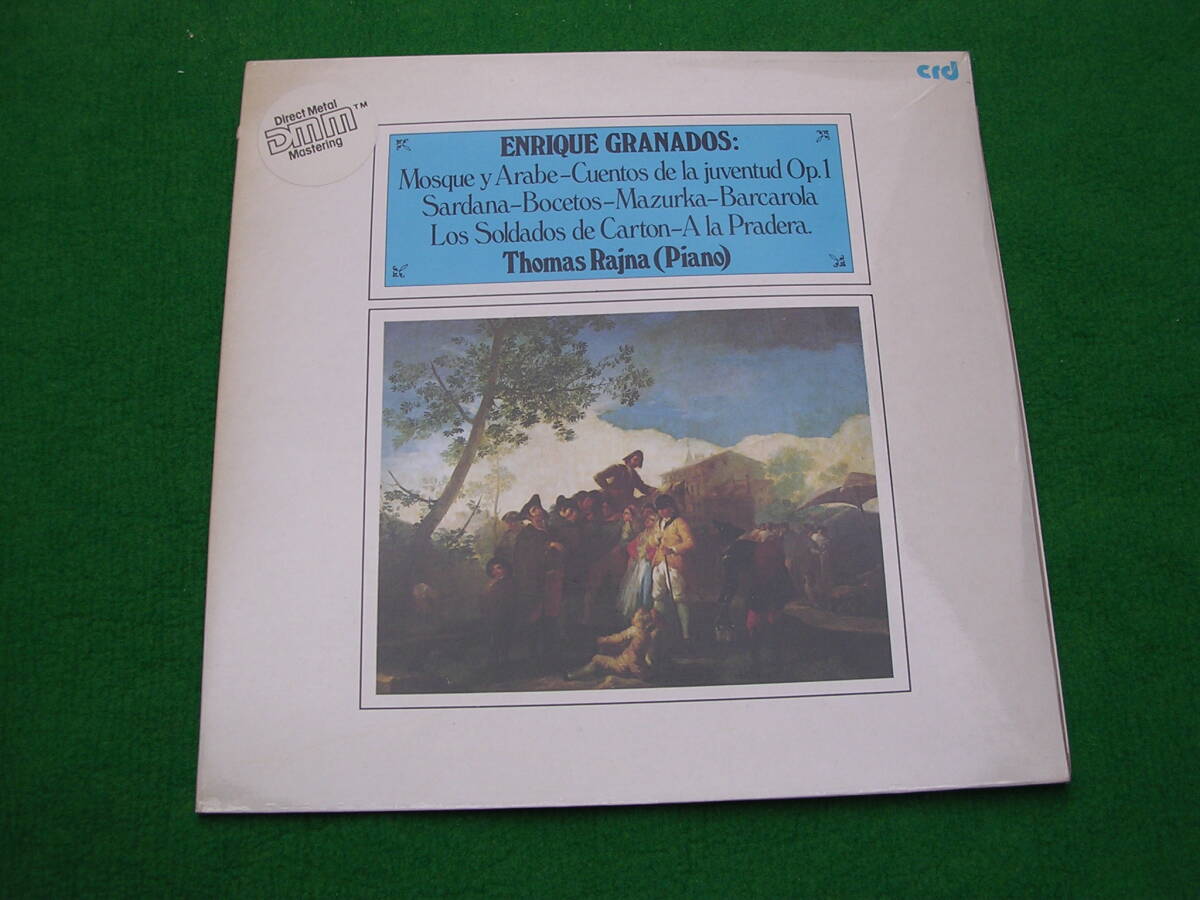 crd
Direct Metal
DMM™
Mastering
ENRIQUE GRANADOS:
Mosque y Arabe-Cuentos de la juventud Op.1
Sardana-Bocetos-Mazurka-Barcarola
Los Soldados de Carton-A la Pradera.
Thomas Rajna (Piano)